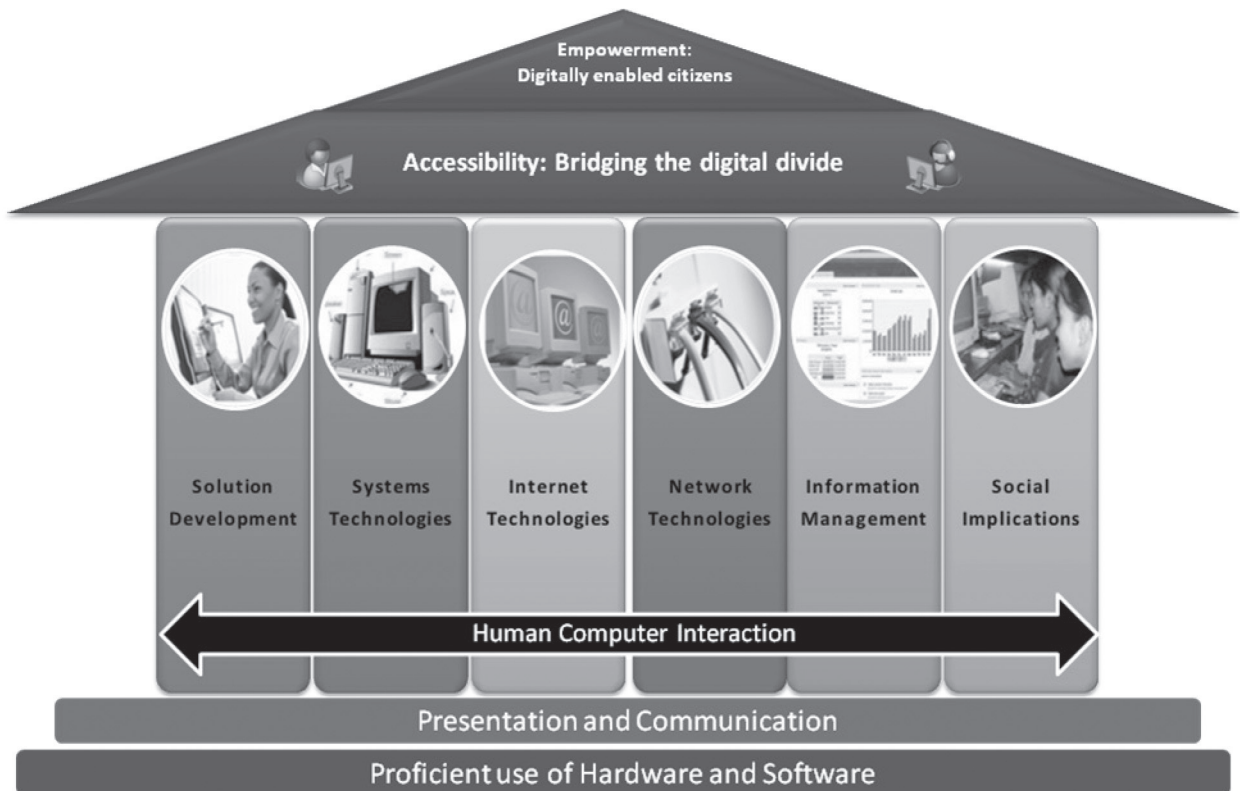 Empowerment:
Digitally enabled citizens
Accessibility: Bridging the digital divide
Solution
Development
Systems
Technologies
Internet
Technologies
Network
Technologies
Information
Management
Social
Implications
Human Computer Interaction
Presentation and Communication
Proficient use of Hardware and Software